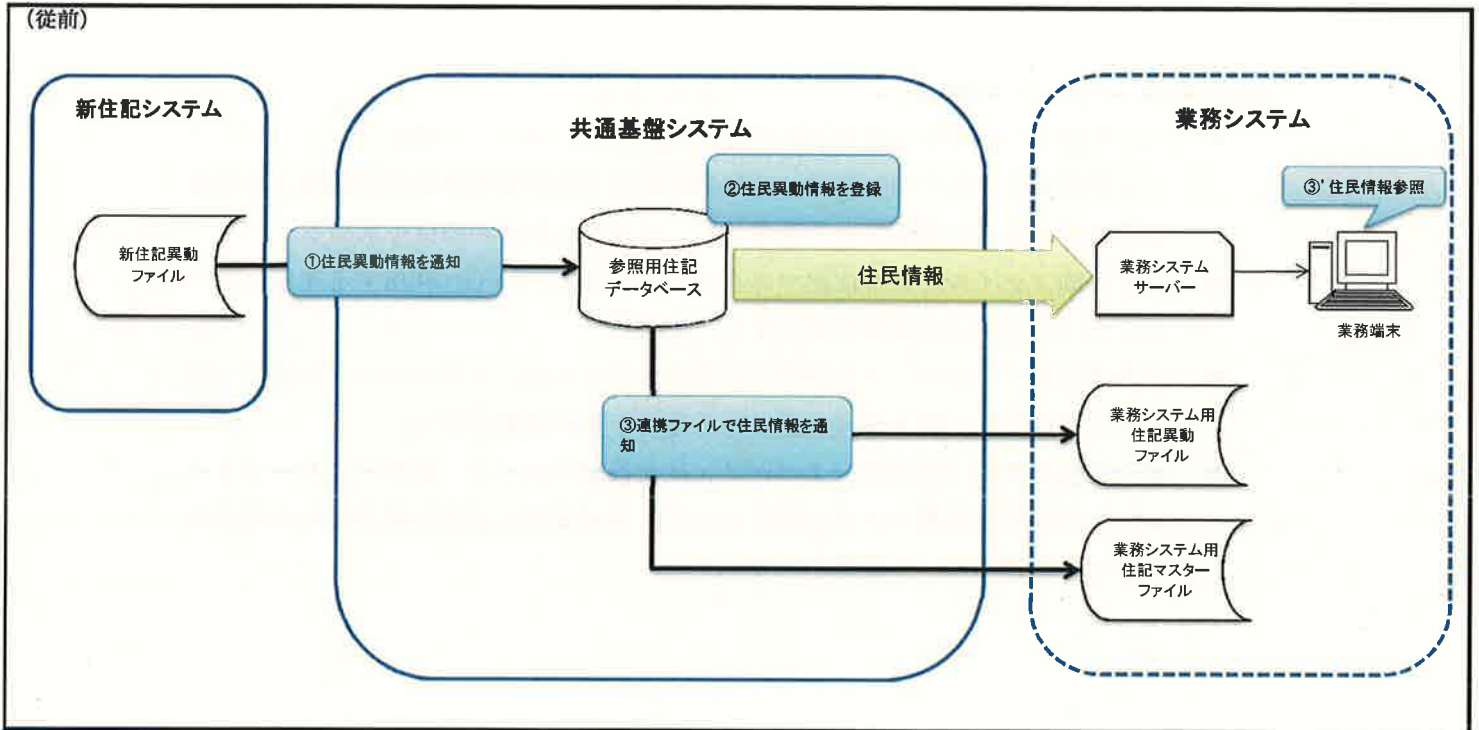 (従前)
新住記システム
共通基盤システム
業務システム
②住民異動情報を登録
③'住民情報参照
新住記異動
ファイル
①住民異動情報を通知
参照用住記
データベース
住民情報
業務システム
サーバー
業務端末
③連携ファイルで住民情報を通
知
業務システム用
住記異動
ファイル
業務システム用
住記マスター
ファイル